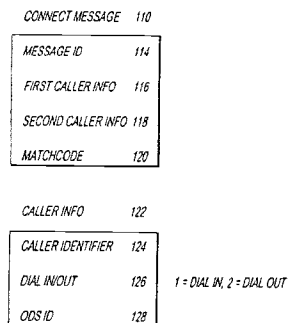 CONNECT MESSAGE 110
MESSAGE ID 114
FIRST CALLER INFO 116
SECOND CALLER INFO 118
MATCHCODE 120
CALLER INFO 122
CALLER IDENTIFIER 124
DIAL IN/OUT 126 1 = DIAL IN, 2 = DIAL OUT
ODS ID 128